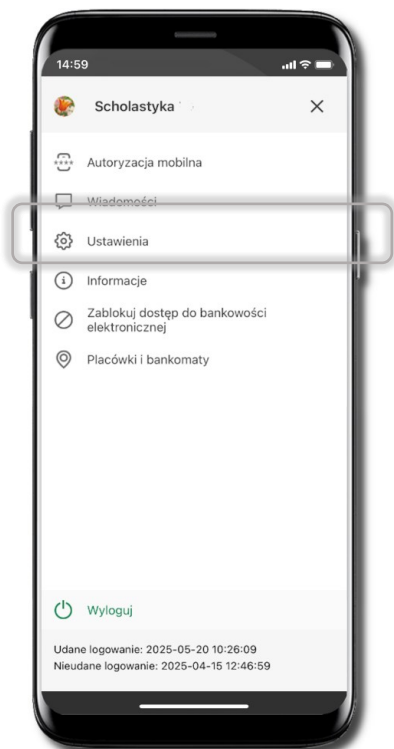 14:59
Scholastyka
Autoryzacja mobilna
Wiadomości
Ustawienia
Informacje
Zablokuj dostęp do bankowości
elektronicznej
Placówki i bankomaty
Wyloguj
Udane logowanie: 2025-05-20 10:26:09
Nieudane logowanie: 2025-04-15 12:46:59